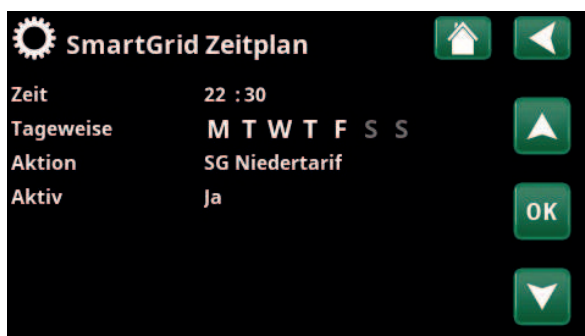 SmartGrid Zeitplan
Zeit 22 :30
Tageweise M T W T F S S
Aktion SG Niedertarif
Aktiv Ja
OK